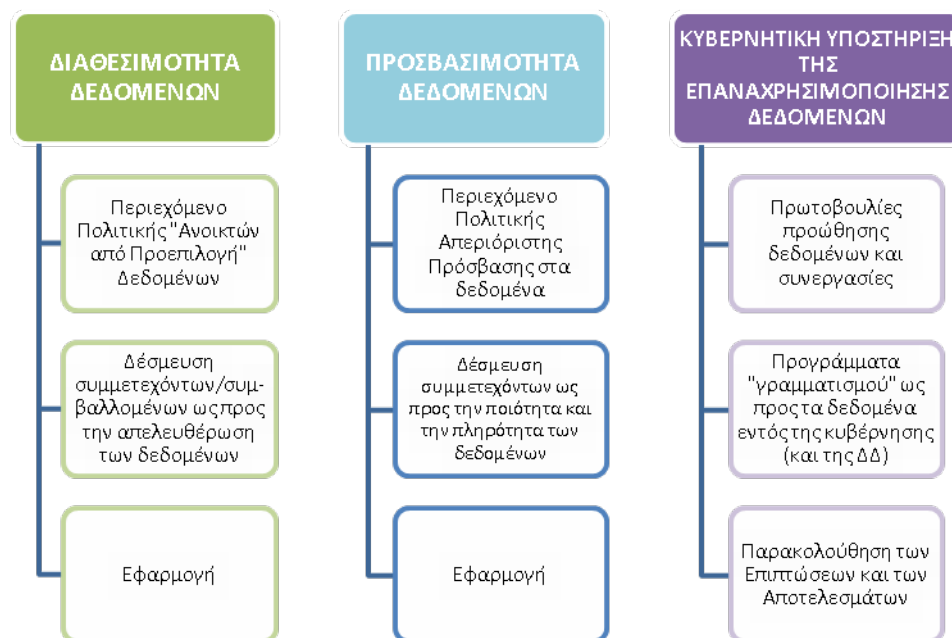 ΔΙΑΘΕΣΙΜΟΤΗΤΑ
ΔΕΔΟΜΕΝΩΝ
Περιεχόμενο
Πολιτικής "Ανοικτών
από Προεπιλογή"
Δεδομένων
Δέσμευση
συμμετεχόντων/συμ-
βαλλομένων ως προς
την απελευθέρωση
των δεδομένων
Εφαρμογή
ΠΡΟΣΒΑΣΙΜΟΤΗΤΑ
ΔΕΔΟΜΕΝΩΝ
Περιεχόμενο
Πολιτικής
Απεριόριστης
Πρόσβασης στα
δεδομένα
Δέσμευση
συμμετεχόντων ως
προς την ποιότητα και
την πληρότητα των
δεδομένων
Εφαρμογή
ΚΥΒΕΡΝΗΤΙΚΗ ΥΠΟΣΤΗΡΙΞΗ
ΤΗΣ
ΕΠΑΝΑΧΡΗΣΙΜΟΠΟΙΗΣΗΣ
ΔΕΔΟΜΕΝΩΝ
Πρωτοβουλίες
προώθησης
δεδομένων και
συνεργασίες
Προγράμματα
"γραμματισμού" ως
προς τα δεδομένα
εντός της κυβέρνησης
(και της ΔΔ)
Παρακολούθηση των
Επιπτώσεων και των
Αποτελεσμάτων